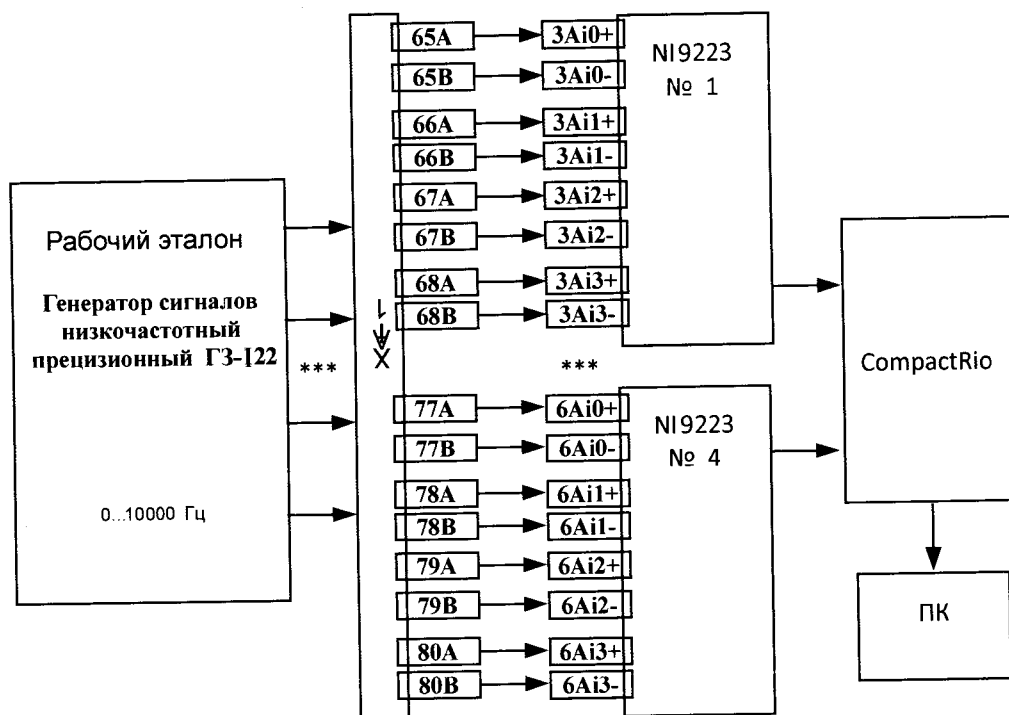 Рабочий эталон
Генератор сигналов
низкочастотный
прецизионный Г3-122
0...10000 Гц
***
X
65A
65B
66A
66B
67A
67B
68A
68B
77A
77B
78A
78B
79A
79B
80A
80B
3Ai0+
3Ai0-
3Ai1+
3Ai1-
3Ai2+
3Ai2-
3Ai3+
3Ai3-
***
6Ai0+
6Ai0-
6Ai1+
6Ai1-
6Ai2+
6Ai2-
6Ai3+
6Ai3-
NI9223
№ 1
NI9223
№ 4
CompactRio
ПК